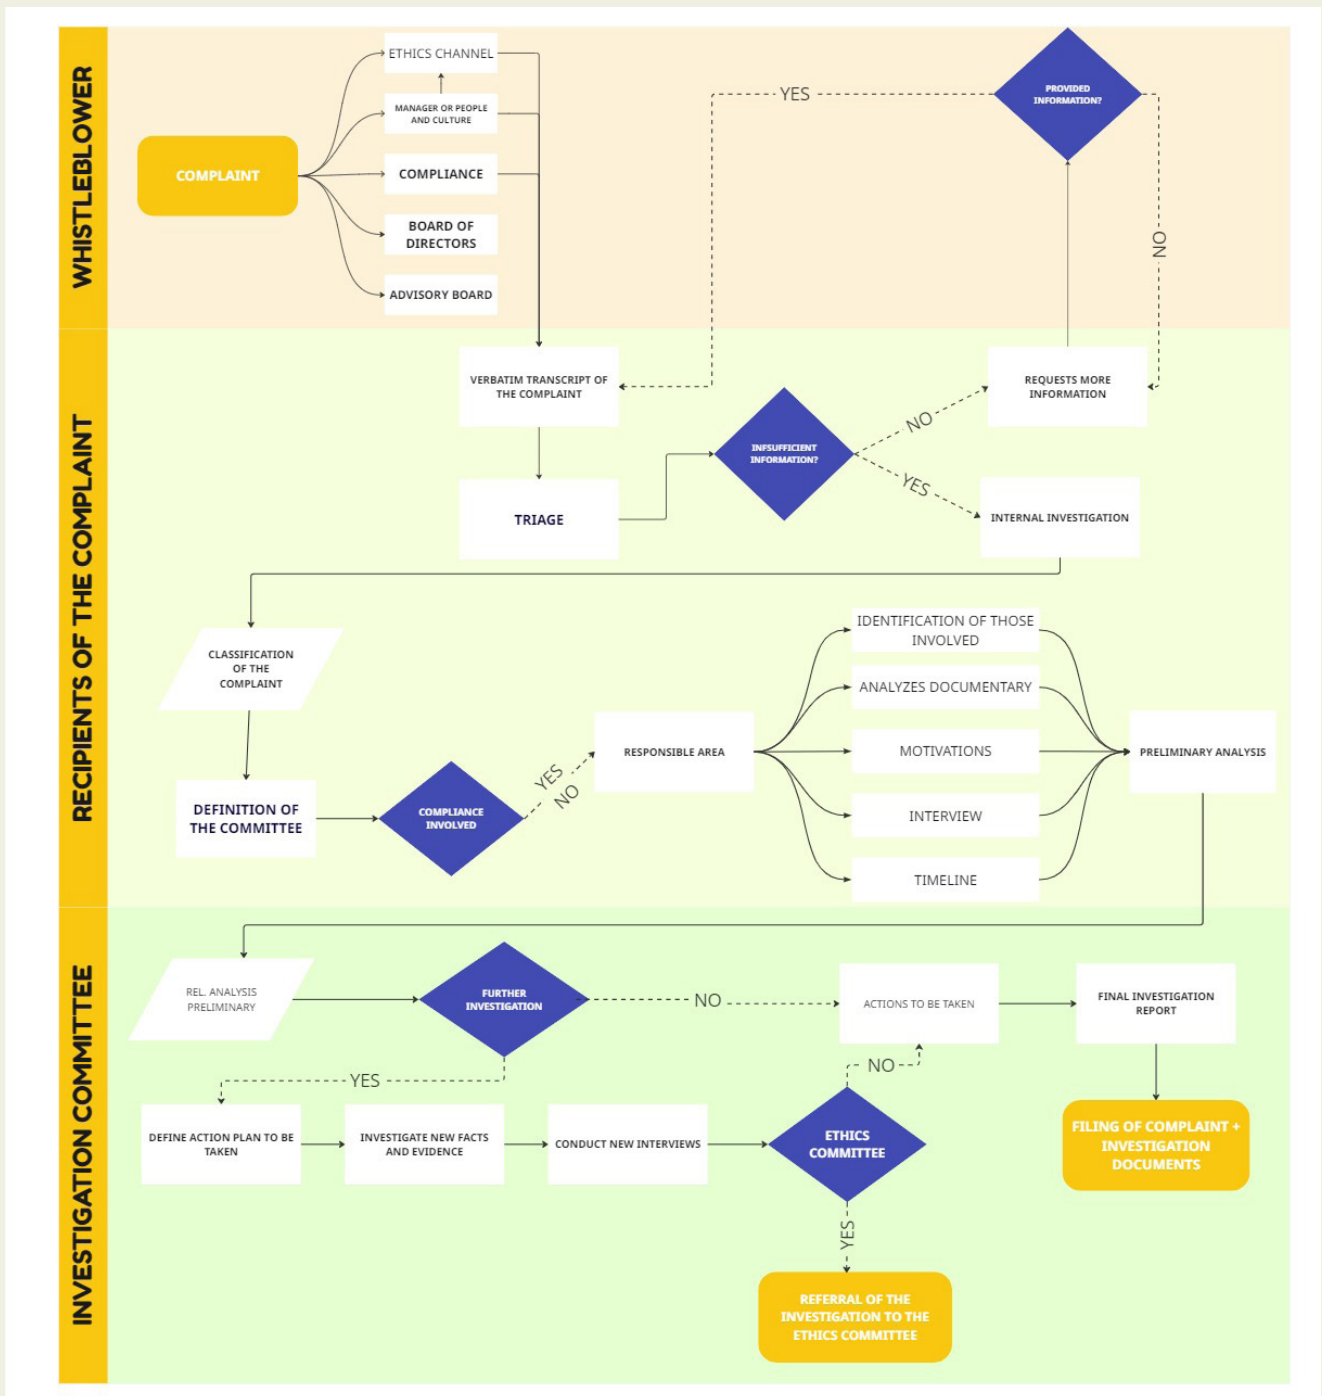 WHISTLEBLOWER
COMPLAINT
ETHICS CHANNEL
MANAGER OR PEOPLE
AND CULTURE
COMPLIANCE
BOARD OF
DIRECTORS
ADVISORY BOARD
YES
PROVIDED
INFORMATION?
NO
RECIPIENTS OF THE COMPLAINT
VERBATIM TRANSCRIPT OF
THE COMPLAINT
TRIAGE
INFSUFFICIENT
INFORMATION?
NO
YES
REQUESTS MORE
INFORMATION
INTERNAL INVESTIGATION
CLASSIFICATION
OF THE
COMPLAINT
DEFINITION OF
THE COMMITTEE
COMPLIANCE
INVOLVED
YES
NO
RESPONSIBLE AREA
IDENTIFICATION OF THOSE
INVOLVED
ANALYZES DOCUMENTARY
MOTIVATIONS
INTERVIEW
TIMELINE
PRELIMINARY ANALYSIS
INVESTIGATION COMMITTEE
REL. ANALYSIS
PRELIMINARY
FURTHER
INVESTIGATION
NO
ACTIONS TO BE TAKEN
FINAL INVESTIGATION
REPORT
YES
NO
DEFINE ACTION PLAN TO BE
TAKEN
INVESTIGATE NEW FACTS
AND EVIDENCE
CONDUCT NEW INTERVIEWS
ETHICS
COMMITTEE
FILING OF COMPLAINT +
INVESTIGATION
DOCUMENTS
YES
REFERRAL OF THE
INVESTIGATION TO THE
ETHICS COMMITTEE